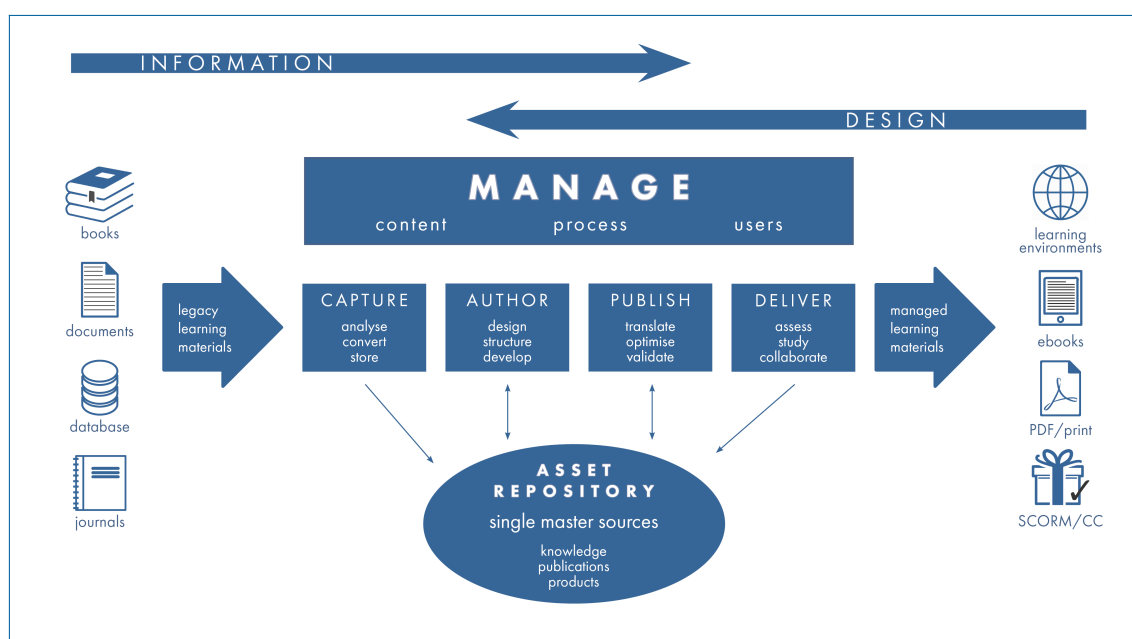 INFORMATION
DESIGN
MANAGE
content process users
books
documents
database
journals
legacy
learning
materials
CAPTURE
analyse
convert
store
AUTHOR
design
structure
develop
PUBLISH
translate
optimise
validate
DELIVER
assess
study
collaborate
managed
learning
materials
learning
environments
ebooks
PDF/print
SCORM/CC
ASSET
REPOSITORY
single master sources
knowledge
publications
products